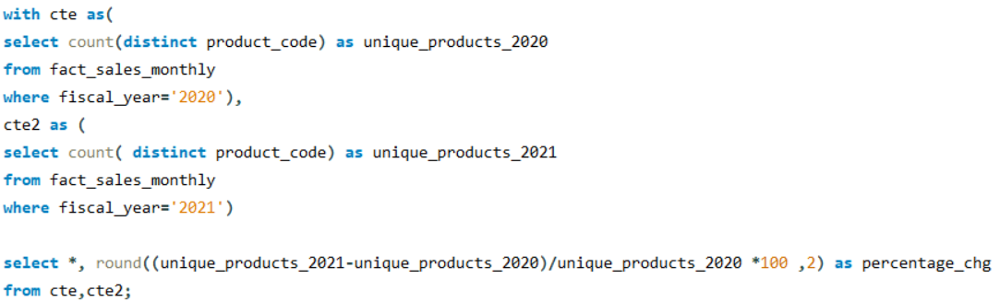 with cte as(
select count(distinct product_code) as unique_products_2020
from fact_sales_monthly
where fiscal_year='2020'),
cte2 as (
select count( distinct product_code) as unique_products_2021
from fact_sales_monthly
where fiscal_year='2021')
select *, round((unique_products_2021-unique_products_2020)/unique_products_2020 *100 ,2) as percentage_chg
from cte,cte2;